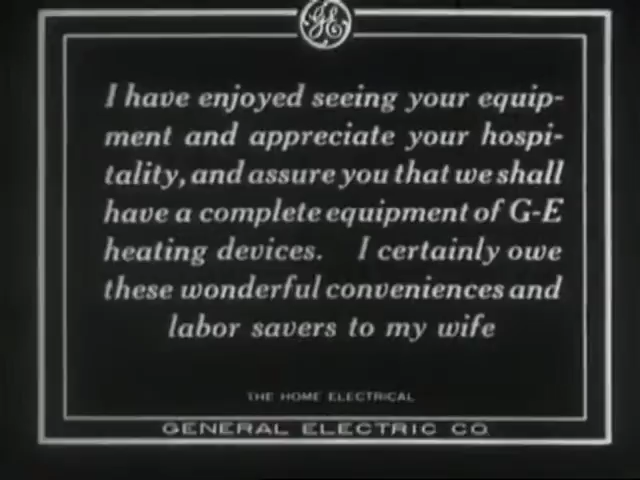 GE
I have enjoyed seeing your equip-
ment and appreciate your hospi-
tality, and assure you that we shall
have a complete equipment of G-E
heating devices. I certainly owe
these wonderful conveniences and
labor savers to my wife
THE HOME ELECTRICAL
GENERAL ELECTRIC CO.